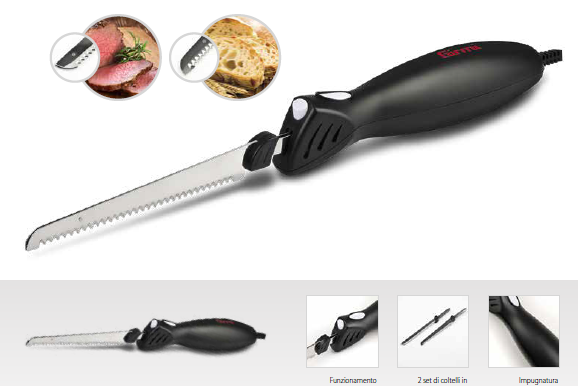 Girmi
Funzionamento
2 set di coltelli in
Impugnatura